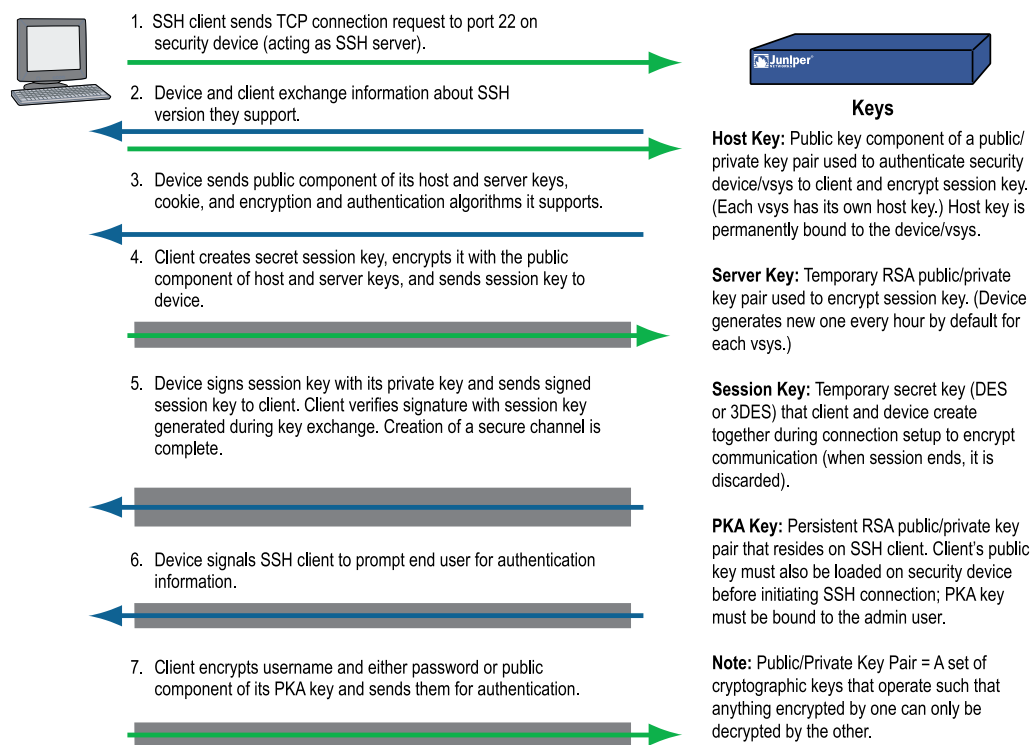 1. SSH client sends TCP connection request to port 22 on
security device (acting as SSH server).
2. Device and client exchange information about SSH
version they support.
3. Device sends public component of its host and server keys,
cookie, and encryption and authentication algorithms it supports.
4. Client creates secret session key, encrypts it with the public
component of host and server keys, and sends session key to
device.
5. Device signs session key with its private key and sends signed
session key to client. Client verifies signature with session key
generated during key exchange. Creation of a secure channel is
complete.
6. Device signals SSH client to prompt end user for authentication
information.
7. Client encrypts username and either password or public
component of its PKA key and sends them for authentication.
Juniper
NETWORKS
Keys
Host Key: Public key component of a public/
private key pair used to authenticate security
device/vsys to client and encrypt session key.
(Each vsys has its own host key.) Host key is
permanently bound to the device/vsys.
Server Key: Temporary RSA public/private
key pair used to encrypt session key. (Device
generates new one every hour by default for
each vsys.)
Session Key: Temporary secret key (DES
or 3DES) that client and device create
together during connection setup to encrypt
communication (when session ends, it is
discarded).
PKA Key: Persistent RSA public/private key
pair that resides on SSH client. Client's public
key must also be loaded on security device
before initiating SSH connection; PKA key
must be bound to the admin user.
Note: Public/Private Key Pair = A set of
cryptographic keys that operate such that
anything encrypted by one can only be
decrypted by the other.